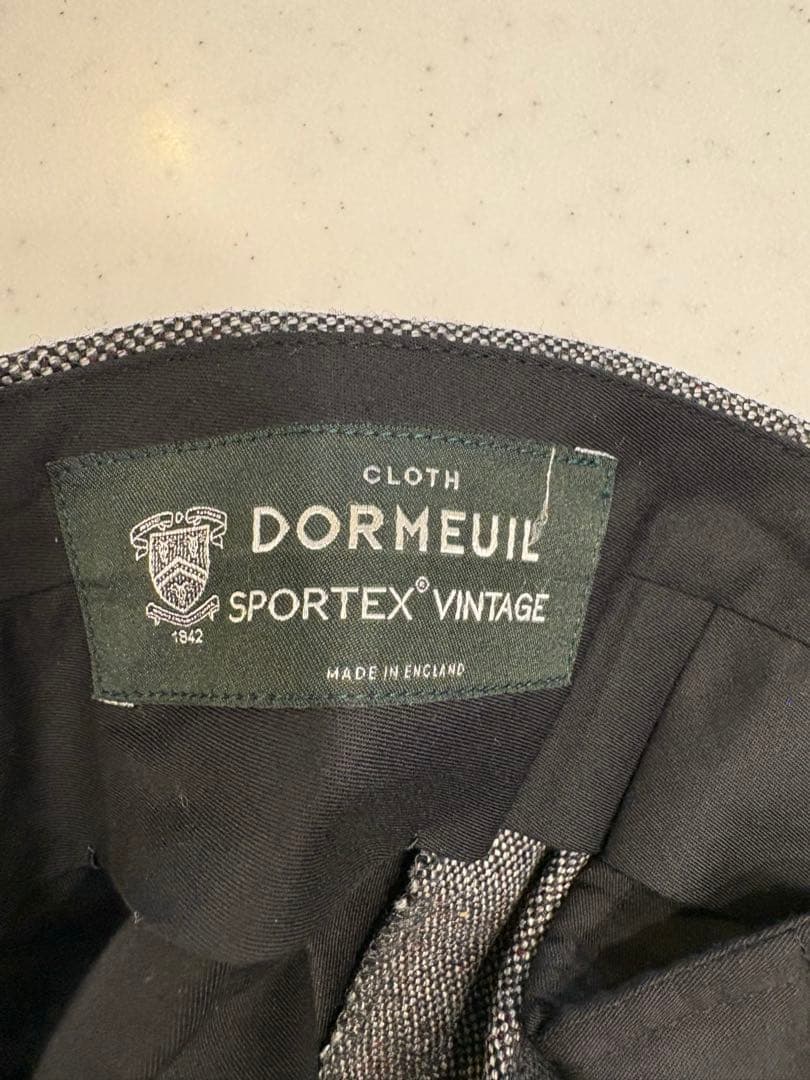 CLOTH
DORMEUIL
SPORTEX® VINTAGE
1842
MADE IN ENGLAND